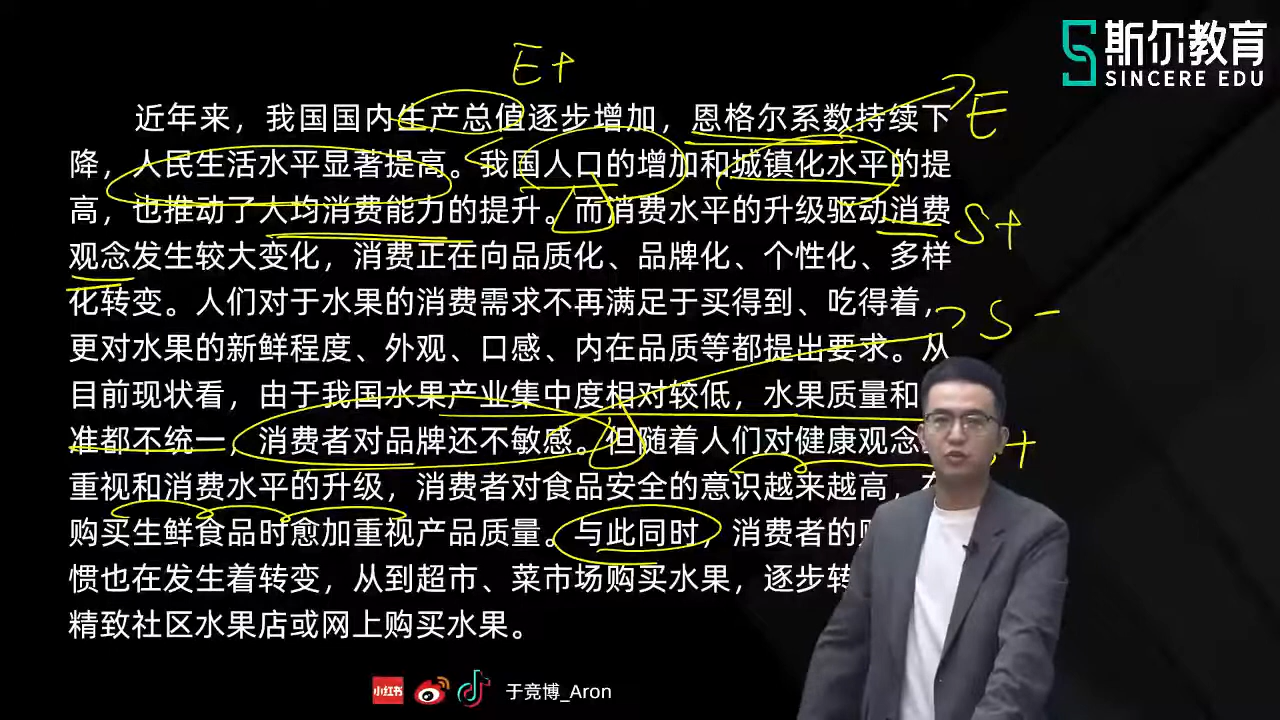 斯尔教育
SINCERE EDU
E+
近年来，我国国内生产总值逐步增加，恩格尔系数持续下
E
降，人民生活水平显著提高。我国人口的增加和城镇化水平的提
高，也推动了人均消费能力的提升。而消费水平的升级驱动消费
S+
观念发生较大变化，消费正在向品质化、品牌化、个性化、多样
化转变。人们对于水果的消费需求不再满足于买得到、吃得着，
S-
更对水果的新鲜程度、外观、口感、内在品质等都提出要求。从
目前现状看，由于我国水果产业集中度相对较低，水果质量和
准都不统一，消费者对品牌还不敏感。但随着人们对健康观念
+
重视和消费水平的升级，消费者对食品安全的意识越来越高，
购买生鲜食品时愈加重视产品质量。与此同时，消费者的
惯也在发生着转变，从到超市、菜市场购买水果，逐步转
精致社区水果店或网上购买水果。
小红书
于竞博_Aron